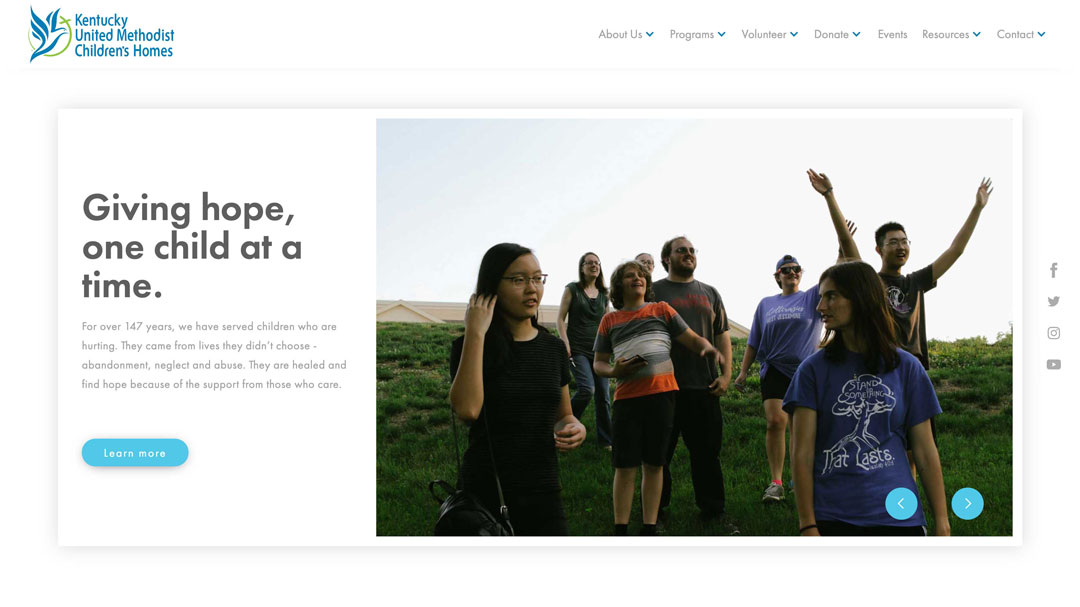 Kentucky
United Methodist
Children's Homes
About Us
Programs
Volunteer
Donate
Events
Resources
Contact
Giving hope,
one child at a
time.
For over 147 years, we have served children who are
hurting. They came from lives they didn't choose -
abandonment, neglect and abuse. They are healed and
find hope because of the support from those who care.
Learn more
STAND
SOMETHING
That Lasts.